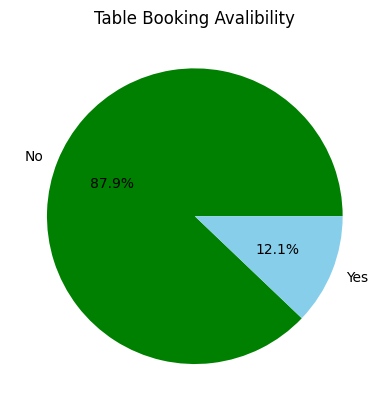 Table Booking Avalibility
No
87.9%
12.1%
Yes